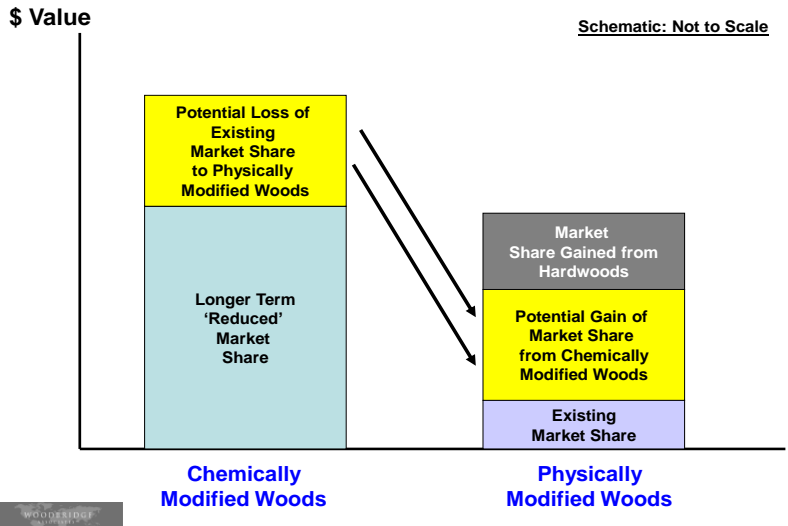 $ Value
Schematic: Not to Scale
Potential Loss of
Existing
Market Share
to Physically
Modified Woods
Longer Term
‘Reduced’
Market
Share
Market
Share Gained from
Hardwoods
Potential Gain of
Market Share
from Chemically
Modified Woods
Existing
Market Share
Chemically
Modified Woods
Physically
Modified Woods
WOODBRIDGE
ASSOCIATES